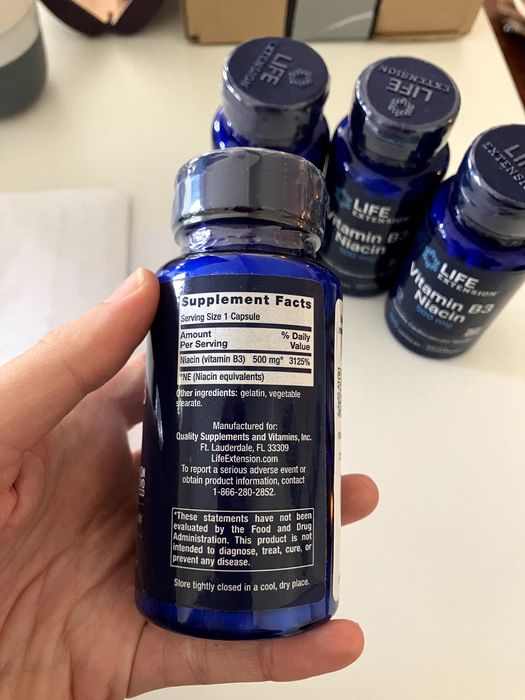 LIFE
EXTENSION
LIFE
EXTENSION
LIFE
EXTENSION
Vitamin B3
Niacin
500 mg
LIFE
EXTENSION
Vitamin B3
Niacin
500 mg
Supplement Facts
Serving Size 1 Capsule
Amount % Daily
Per Serving Value
Niacin (vitamin B3) 500 mg* 3125%
*NE (Niacin equivalents)
Other ingredients: gelatin, vegetable
stearate.
Manufactured for:
Quality Supplements and Vitamins, Inc.
Ft. Lauderdale, FL 33309
LifeExtension.com
To report a serious adverse event or
obtain product information, contact
1-866-280-2852.
*These statements have not been
evaluated by the Food and Drug
Administration. This product is not
intended to diagnose, treat, cure, or
prevent any disease.
Store tightly closed in a cool, dry place.